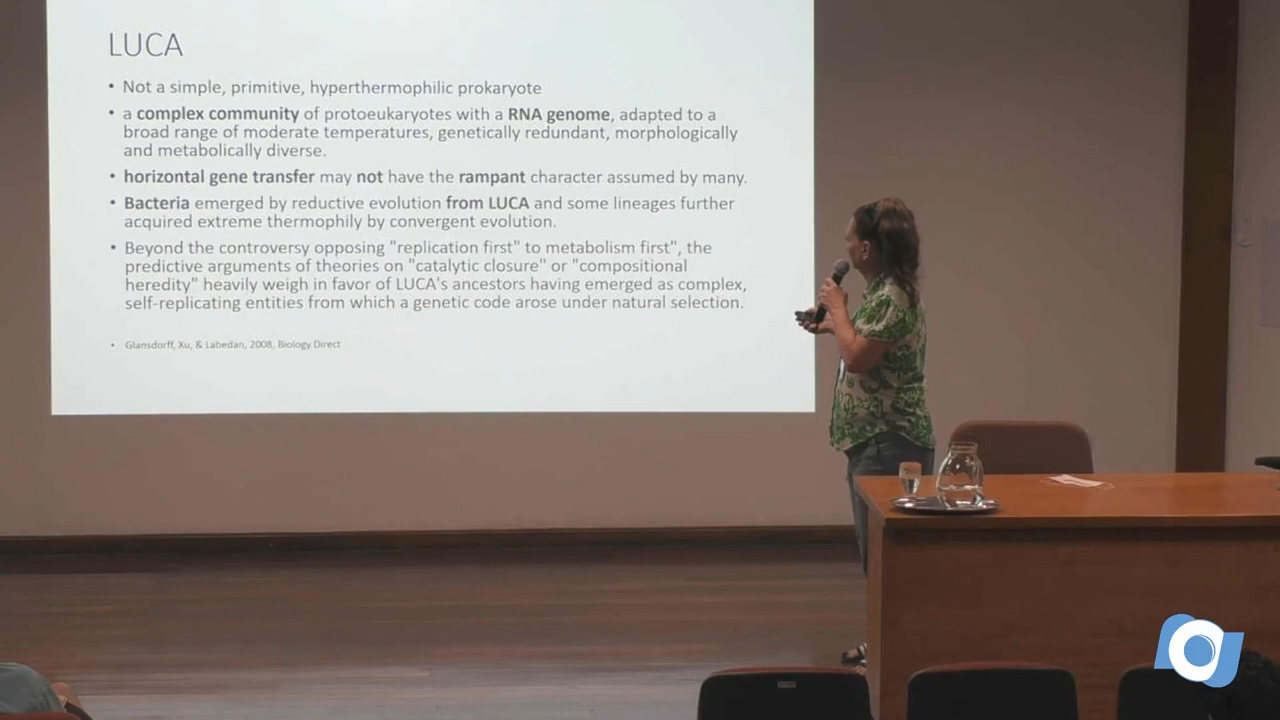 LUCA
• Not a simple, primitive, hyperthermophilic prokaryote
• a complex community of protoeukaryotes with a RNA genome, adapted to a
broad range of moderate temperatures, genetically redundant, morphologically
and metabolically diverse.
• horizontal gene transfer may not have the rampant character assumed by many.
• Bacteria emerged by reductive evolution from LUCA and some lineages further
acquired extreme thermophily by convergent evolution.
• Beyond the controversy opposing "replication first" to metabolism first", the
predictive arguments of theories on "catalytic closure" or "compositional
heredity" heavily weigh in favor of LUCA's ancestors having emerged as complex,
self-replicating entities from which a genetic code arose under natural selection.
• Glansdorff, Xu, & Labedan, 2008, Biology Direct